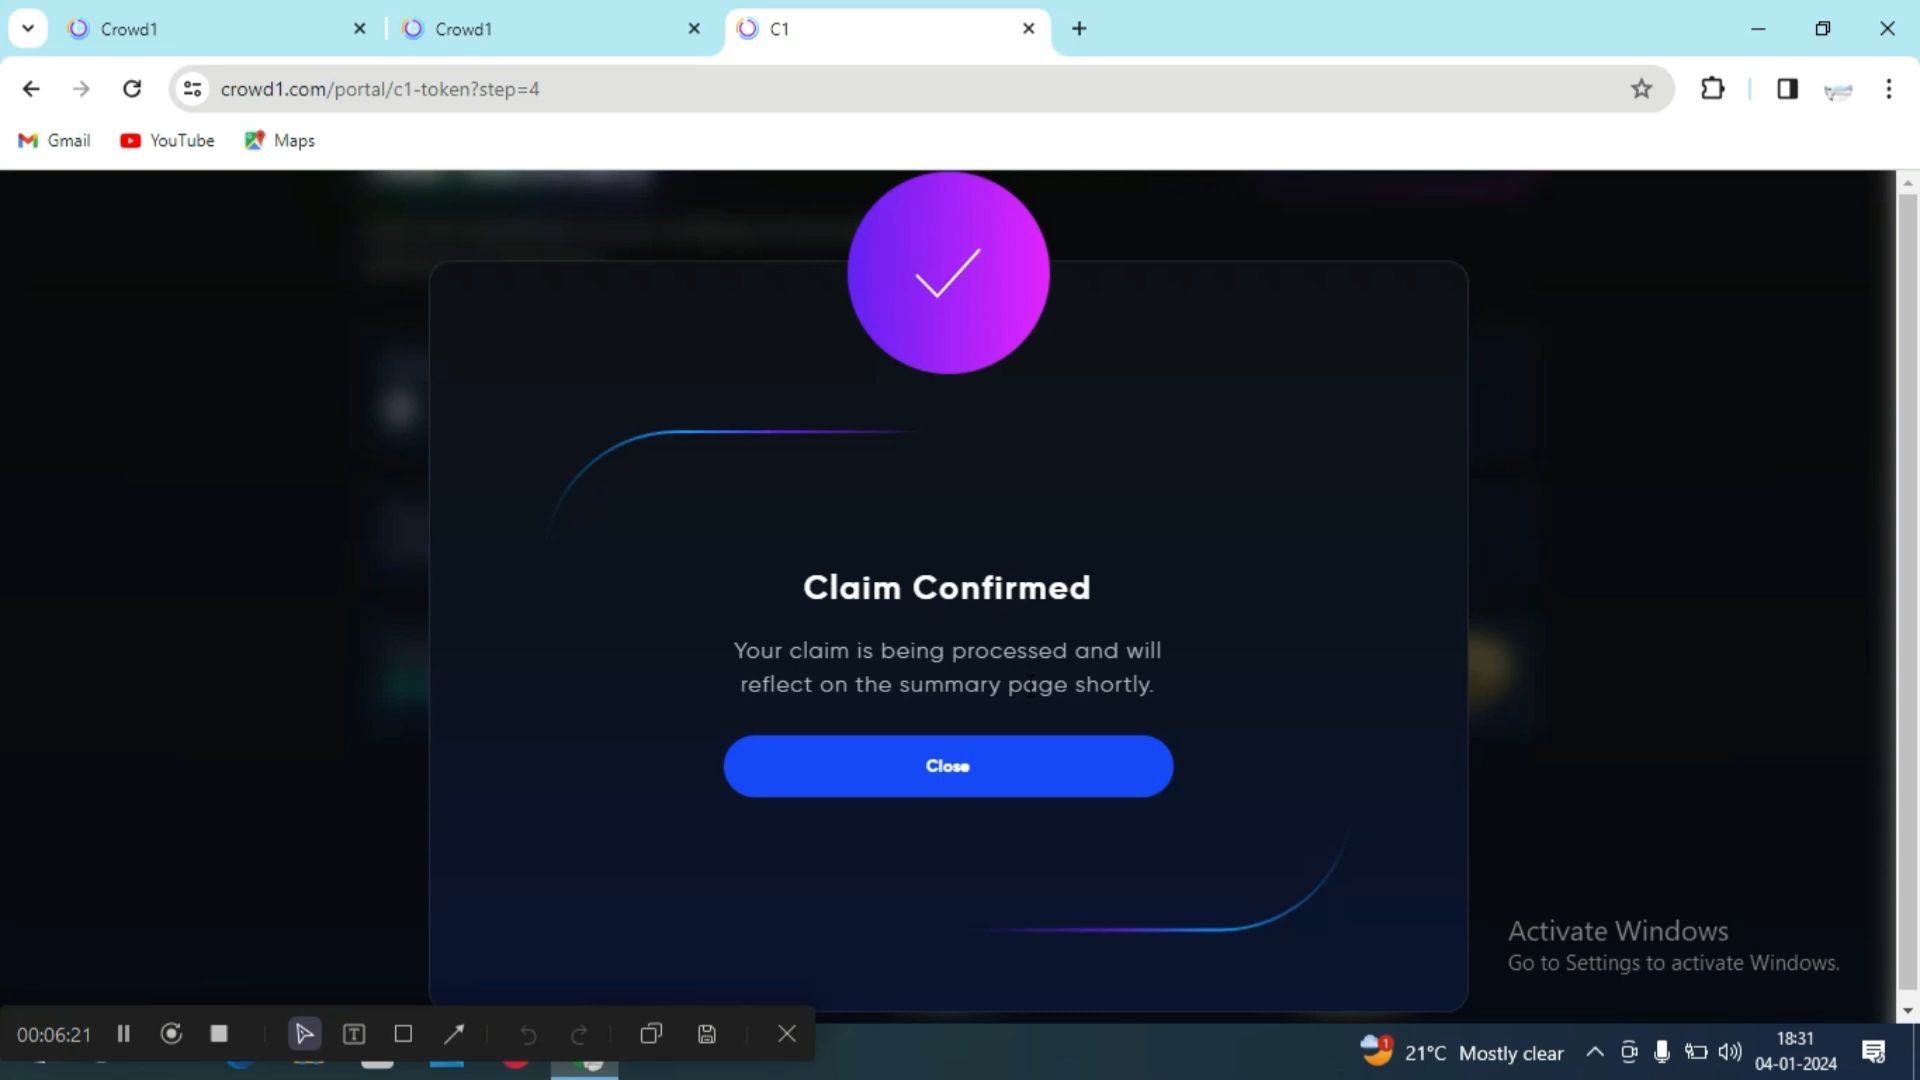 Crowd1
Crowd1
C1
crowd1.com/portal/c1-token?step=4
Gmail
YouTube
Maps
Claim Confirmed
Your claim is being processed and will
reflect on the summary page shortly.
Close
Activate Windows
Go to Settings to activate Windows.
00:06:21
1
21°C Mostly clear
18:31
04-01-2024